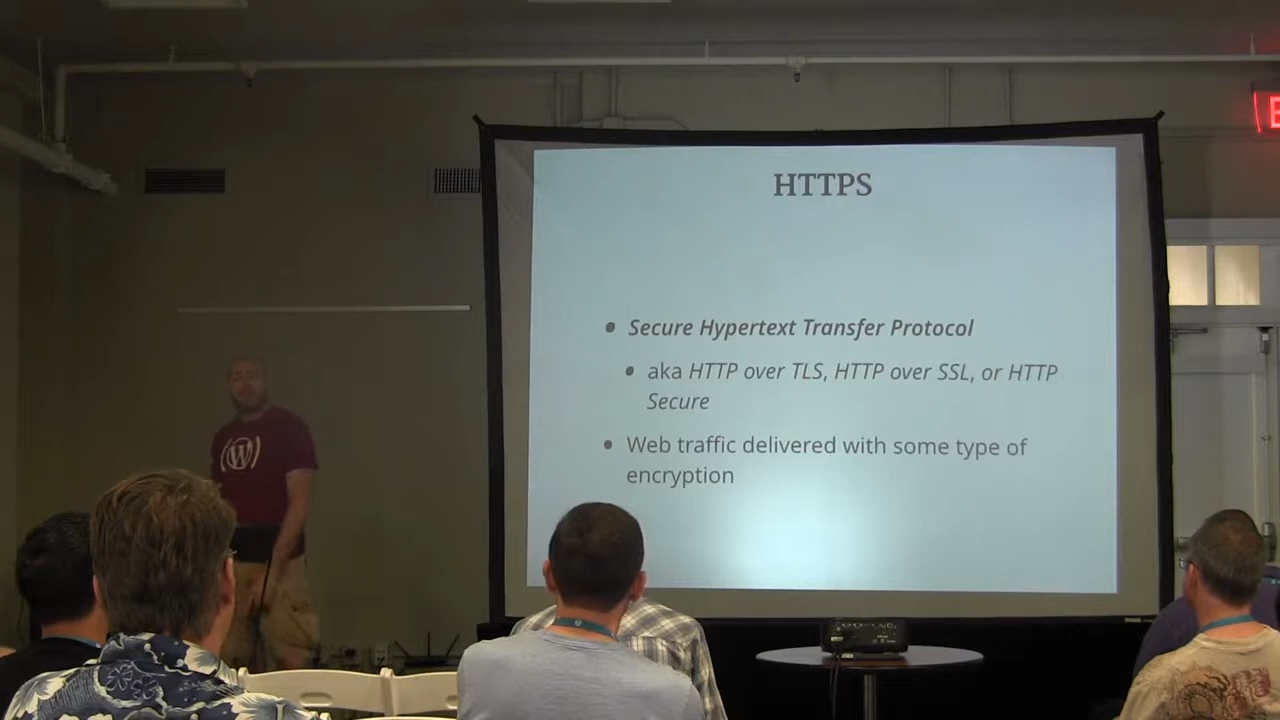 HTTPS
Secure Hypertext Transfer Protocol
aka HTTP over TLS, HTTP over SSL, or HTTP
Secure
Web traffic delivered with some type of
encryption
(W)
E